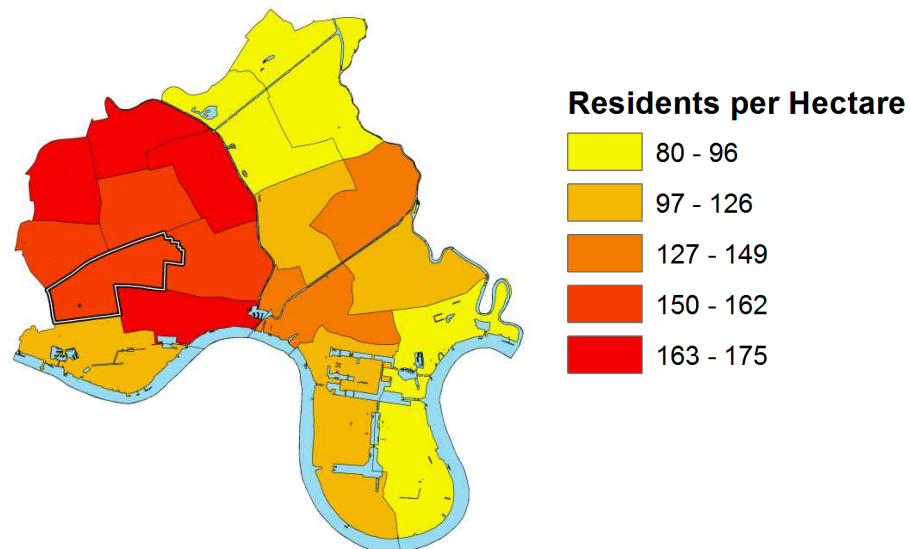 Residents per Hectare
80 - 96
97 - 126
127 - 149
150 - 162
163 - 175